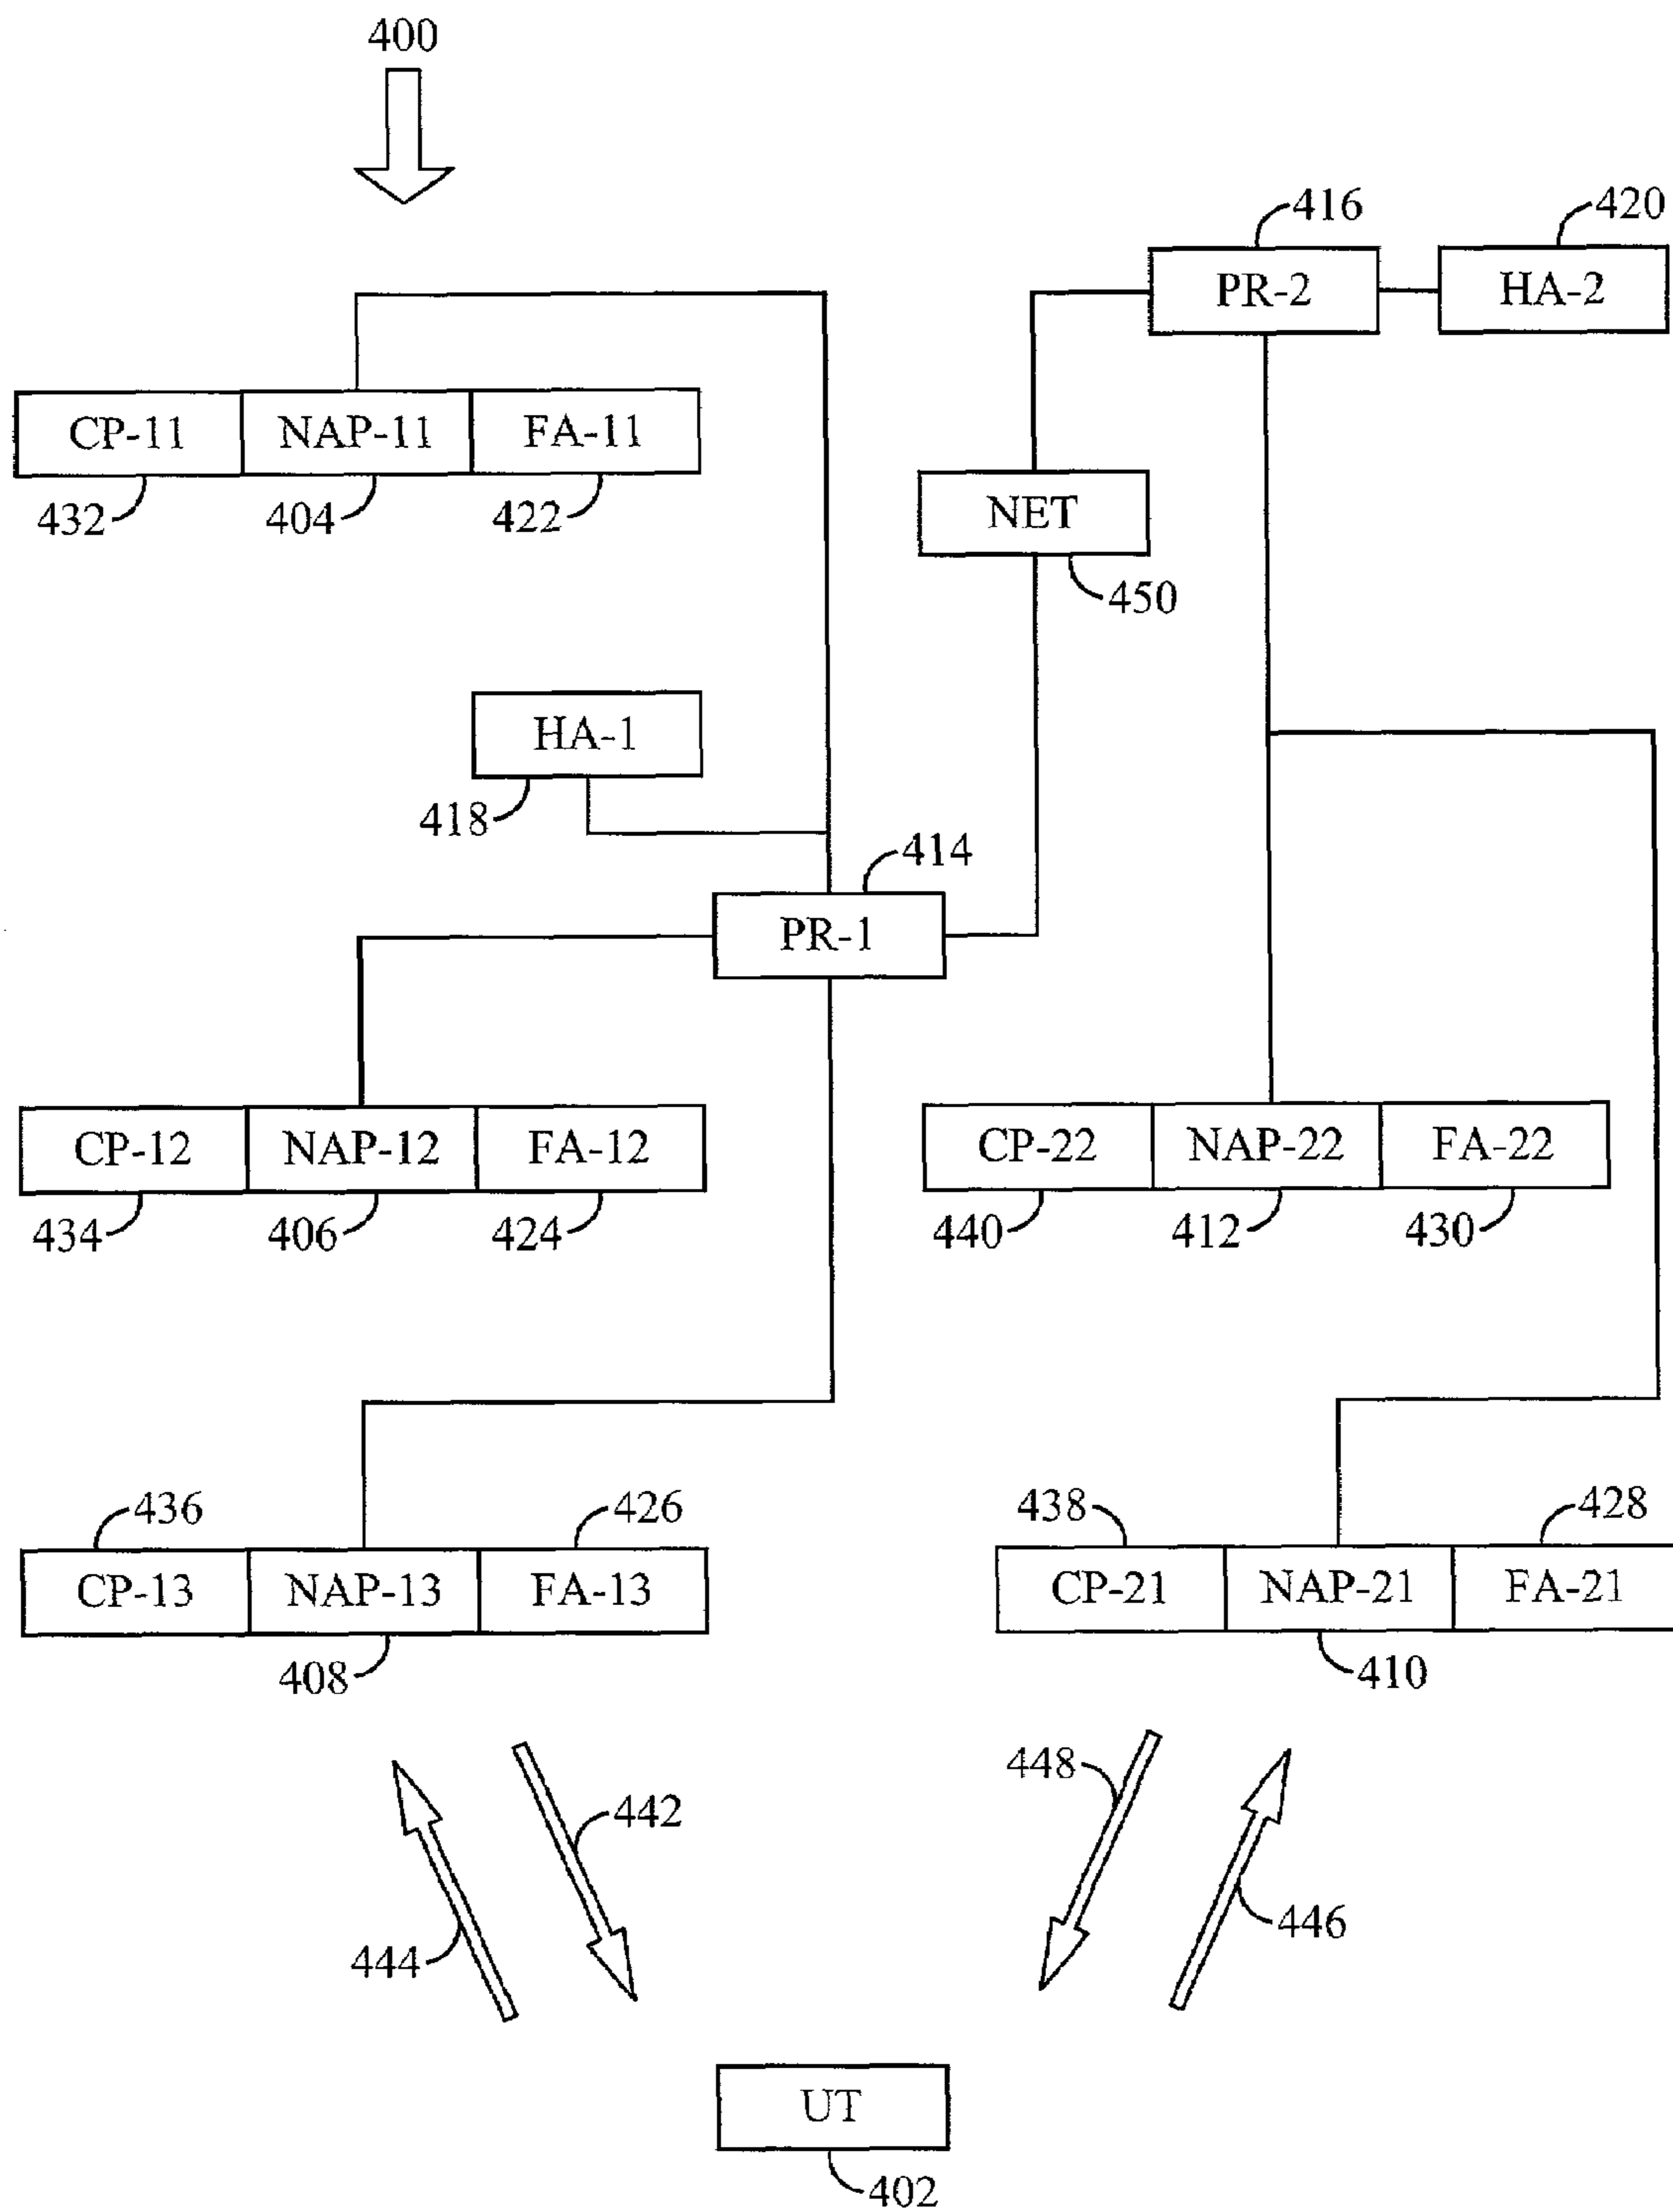 400
416 420
PR-2 HA-2
CP-11 NAP-11 FA-11
432 404 422
NET
450
HA-1
418
414
PR-1
CP-12 NAP-12 FA-12
434 406 424
CP-22 NAP-22 FA-22
440 412 430
436 426
CP-13 NAP-13 FA-13
408
438 428
CP-21 NAP-21 FA-21
410
448
442
446
444
UT
402